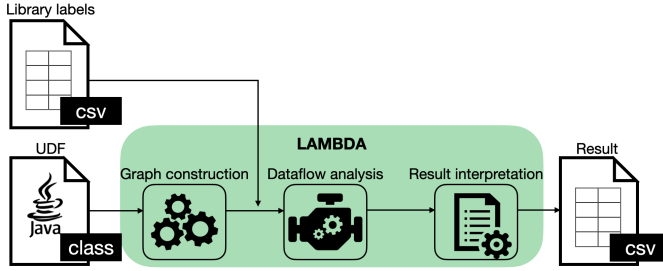 Library labels
csv
UDF
Java
class
LAMBDA
Graph construction
Dataflow analysis
Result interpretation
Result
csv